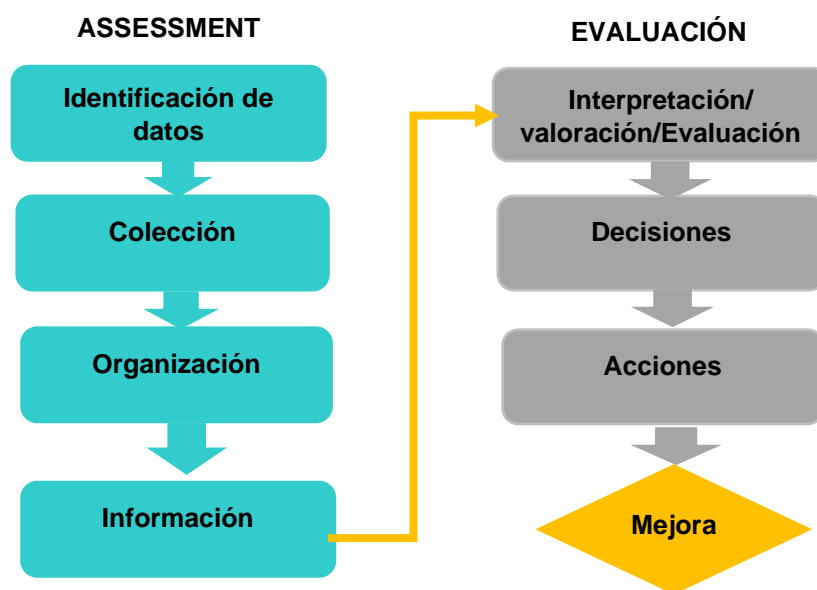 ASSESSMENT
Identificación de
datos
Colección
Organización
Información
EVALUACIÓN
Interpretación/
valoración/Evaluación
Decisiones
Acciones
Mejora